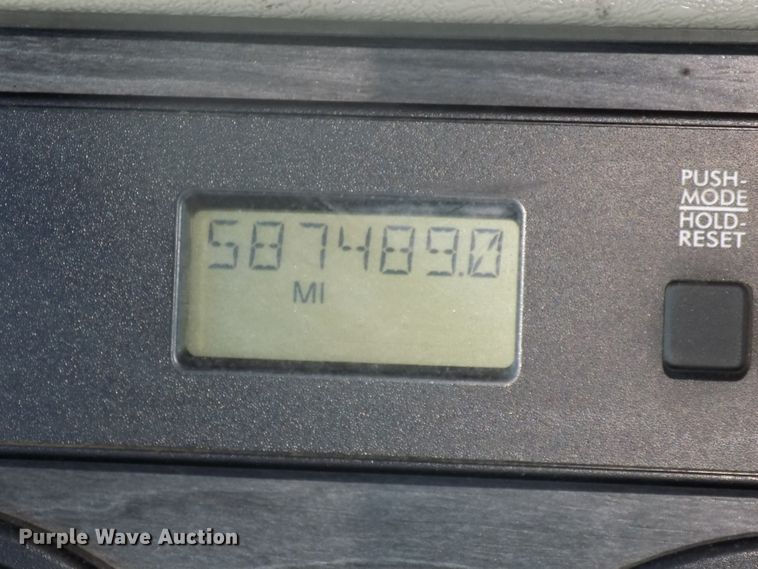 587489.0
MI
PUSH-
MODE
HOLD-
RESET
Purple Wave Auction